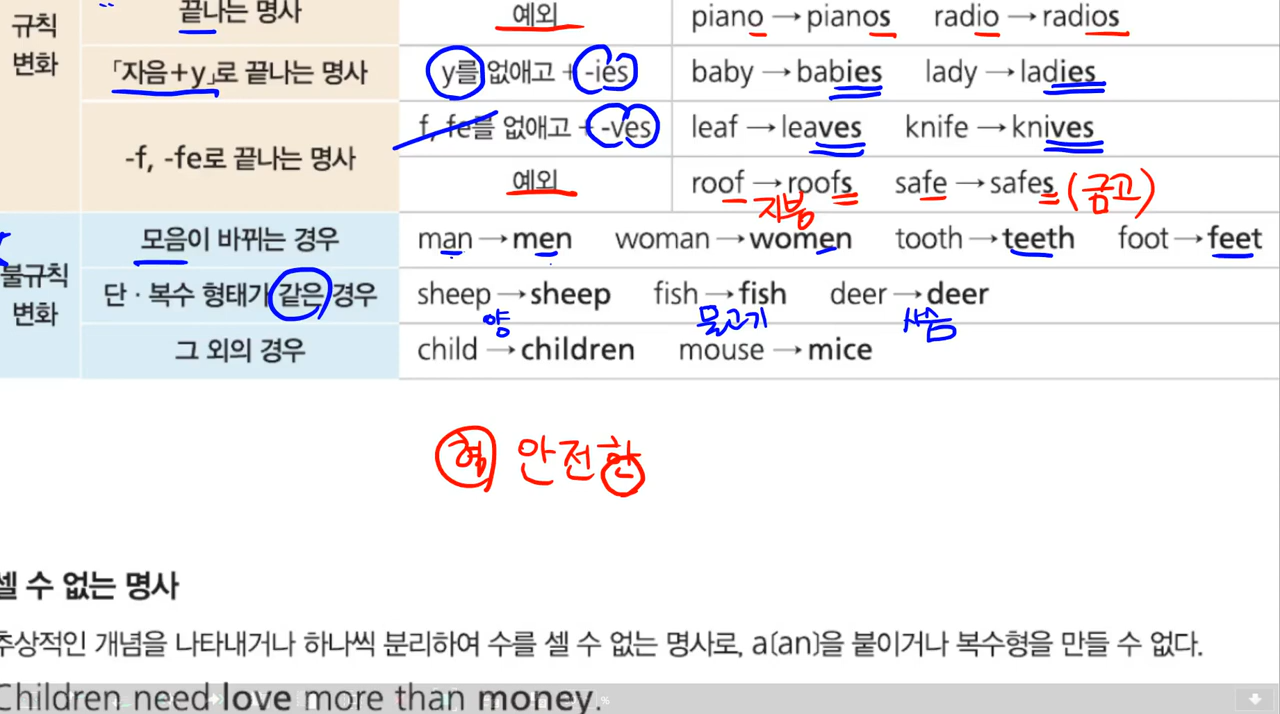 규칙
변화
끝나는 명사
예외
piano → pianos radio → radios
「자음+y」로 끝나는 명사
y를 없애고 + -ies
baby → babies lady → ladies
-f, -fe로 끝나는 명사
f, fe를 없애고 + -ves
leaf → leaves knife → knives
예외
roof → roofs safe → safes (금고)
지붕
불규칙
변화
모음이 바뀌는 경우
man → men woman → women tooth → teeth foot → feet
단·복수 형태가 같은 경우
sheep → sheep fish → fish deer → deer
양 물고기 사슴
그 외의 경우
child → children mouse → mice
형 안전한
셀 수 없는 명사
추상적인 개념을 나타내거나 하나씩 분리하여 수를 셀 수 없는 명사로, a(an)을 붙이거나 복수형을 만들 수 없다.
Children need love more than money.